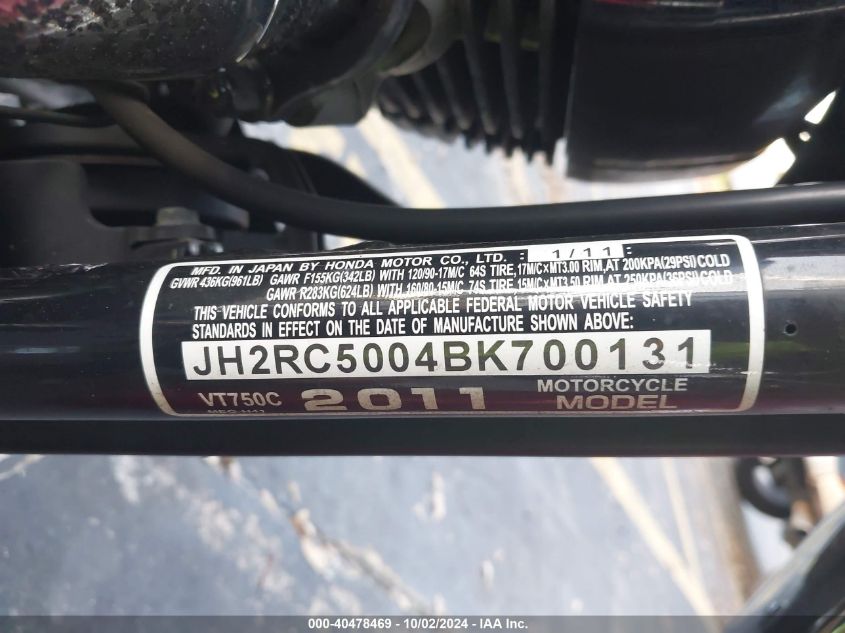 MFD. IN JAPAN BY HONDA MOTOR CO., LTD. : 1/11 :
GVWR 436KG(961LB) GAWR F155KG(342LB) WITH 120/90-17M/C 64S TIRE,17M/C×MT3.00 RIM,AT 200KPA(29PSI)COLD
GAWR R283KG(624LB) WITH 160/80-15M/C 74S TIRE,15M/C×MT3.50 RIM,AT 250KPA(36PSI)COLD
THIS VEHICLE CONFORMS TO ALL APPLICABLE FEDERAL MOTOR VEHICLE SAFETY
STANDARDS IN EFFECT ON THE DATE OF MANUFACTURE SHOWN ABOVE:
JH2RC5004BK700131
VT750C 2011 MOTORCYCLE
MODEL
000-40478469 - 10/02/2024 - IAA Inc.